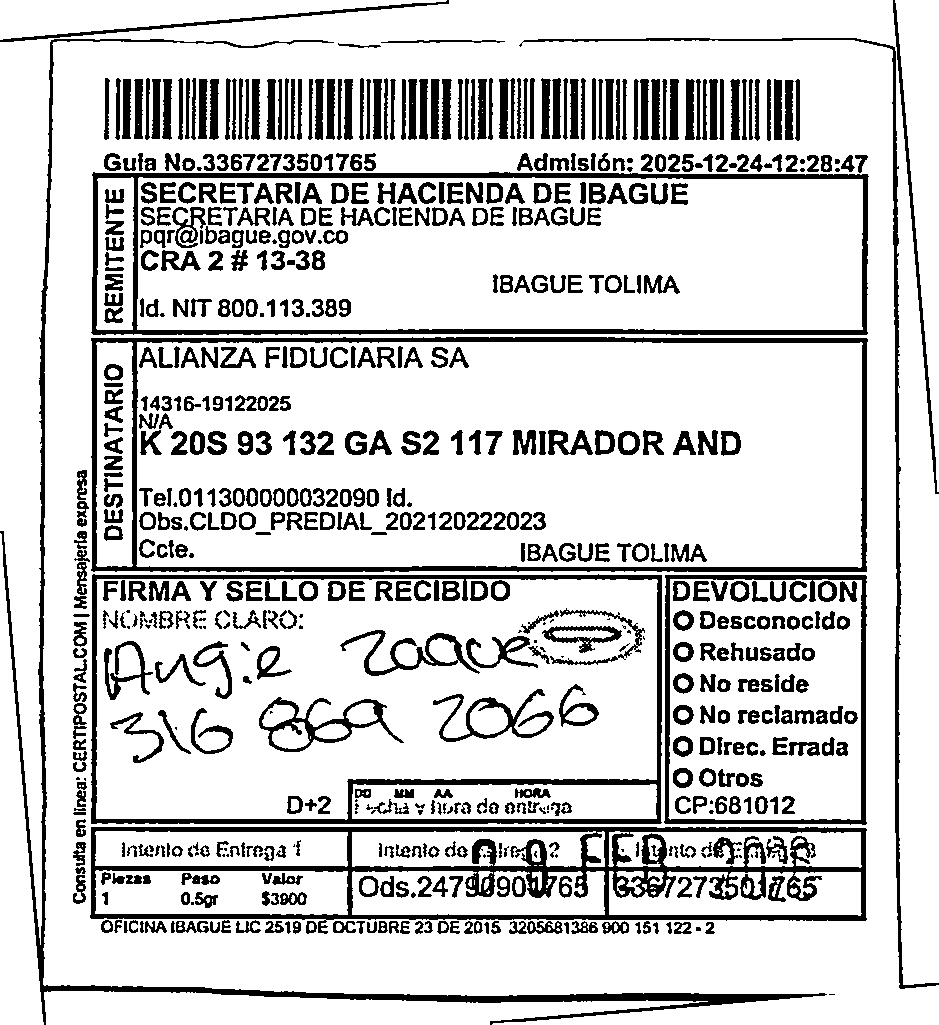 Guia No.3367273501765 Admisión: 2025-12-24-12:28:47
REMITENTE
SECRETARIA DE HACIENDA DE IBAGUE
SECRETARIA DE HACIENDA DE IBAGUE
pqr@ibague.gov.co
CRA 2 # 13-38
IBAGUE TOLIMA
Id. NIT 800.113.389
DESTINATARIO
ALIANZA FIDUCIARIA SA
14316-19122025
N/A
K 20S 93 132 GA S2 117 MIRADOR AND
Tel.011300000032090 Id.
Obs.CLDO_PREDIAL_202120222023
Ccte. IBAGUE TOLIMA
Consulta en línea: CERTIPOSTAL.COM | Mensajería expresa
FIRMA Y SELLO DE RECIBIDO
NOMBRE CLARO:
Angie Zaque
316 869 2066
D+2
DD MM AA HORA
Fecha y hora de entrega
DEVOLUCION
Desconocido
Rehusado
No reside
No reclamado
Direc. Errada
Otros
CP:681012
Intento de Entrega 1 Intento de Entrega 2 Intento de Entrega 3
09 FEB 2026
Piezas Peso Valor
1 0.5gr $3900
Ods.24790901765 3367273501765
OFICINA IBAGUE LIC 2519 DE OCTUBRE 23 DE 2015 3205681386 900 151 122 - 2